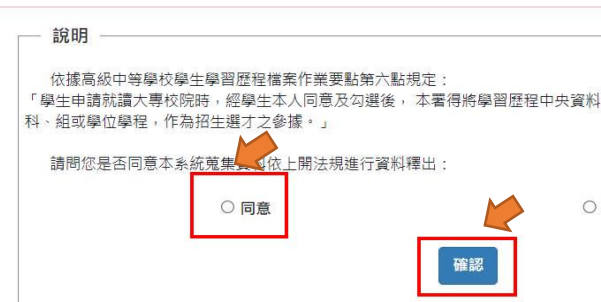 說明
依據高級中等學校學生學習歷程檔案作業要點第六點規定：
「學生申請就讀大專校院時，經學生本人同意及勾選後， 本署得將學習歷程中央資料
科、組或學位學程，作為招生選才之參據。」
請問您是否同意本系統蒐集資料依上開法規進行資料釋出：
同意
確認